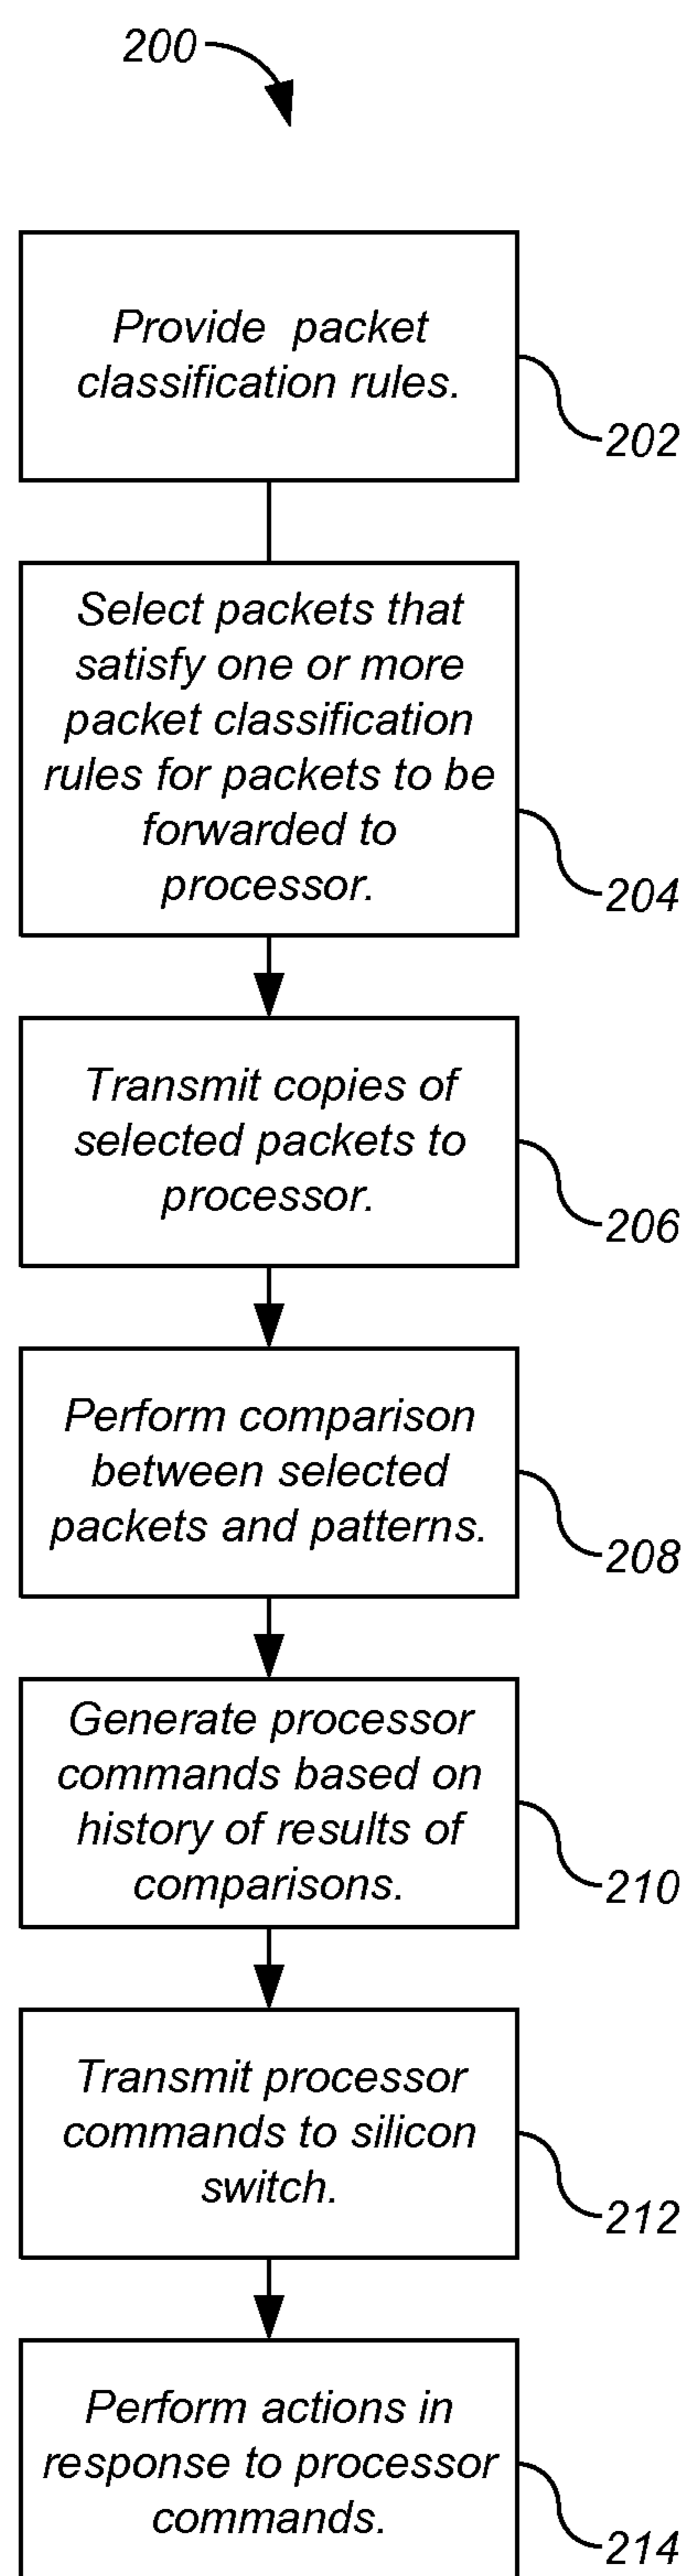 200
Provide packet
classification rules.
202
Select packets that
satisfy one or more
packet classification
rules for packets to be
forwarded to
processor.
204
Transmit copies of
selected packets to
processor.
206
Perform comparison
between selected
packets and patterns.
208
Generate processor
commands based on
history of results of
comparisons.
210
Transmit processor
commands to silicon
switch.
212
Perform actions in
response to processor
commands.
214